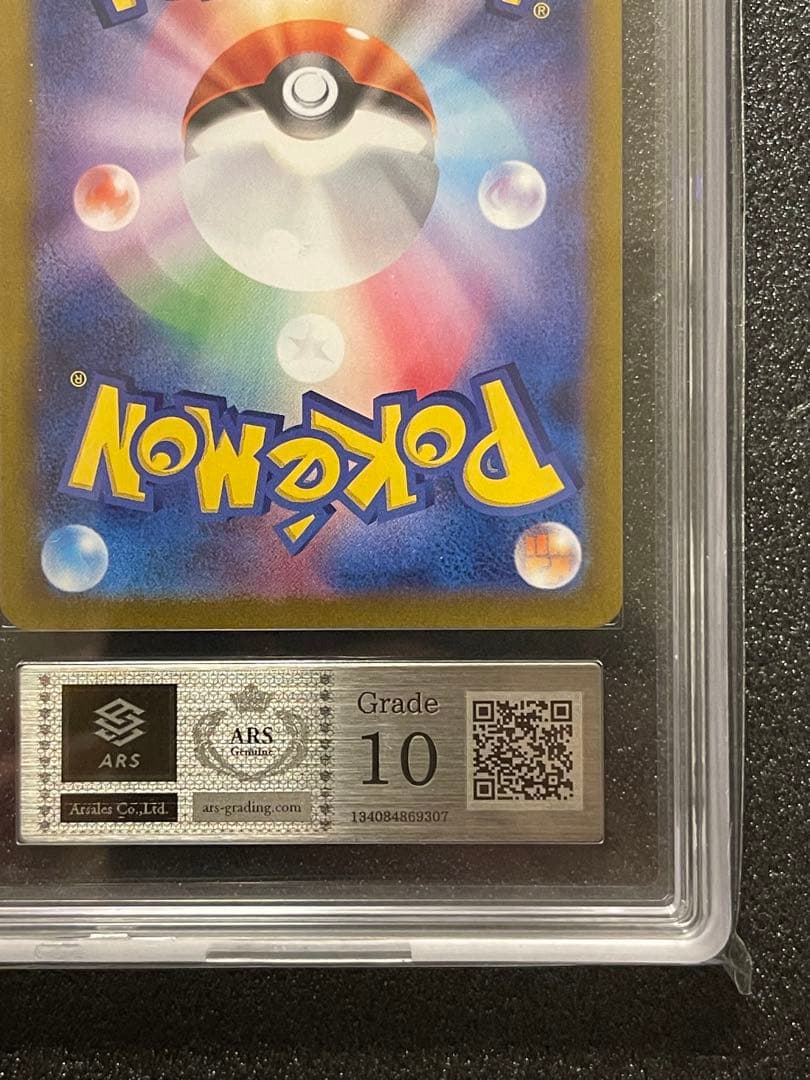 ®
®
POKÉMON
ARS
Arsales Co.,Ltd.
ARS
Genuine
ars-grading.com
Grade
10
134084869307